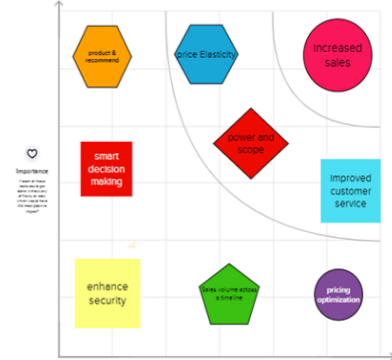 product &
recommend
price Elasticity
Increased
sales
power and
scope
smart
decision
making
Improved
customer
service
Importance
enhance
security
Sales volume across
a timeline
pricing
optimization